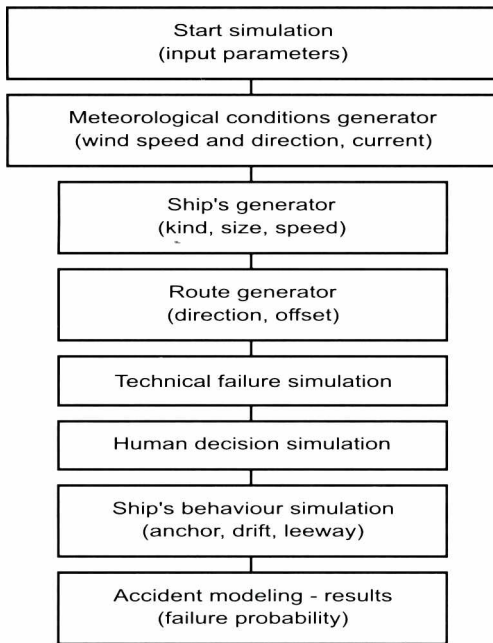 Start simulation
(input parameters)
Meteorological conditions generator
(wind speed and direction, current)
Ship's generator
(kind, size, speed)
Route generator
(direction, offset)
Technical failure simulation
Human decision simulation
Ship's behaviour simulation
(anchor, drift, leeway)
Accident modeling - results
(failure probability)